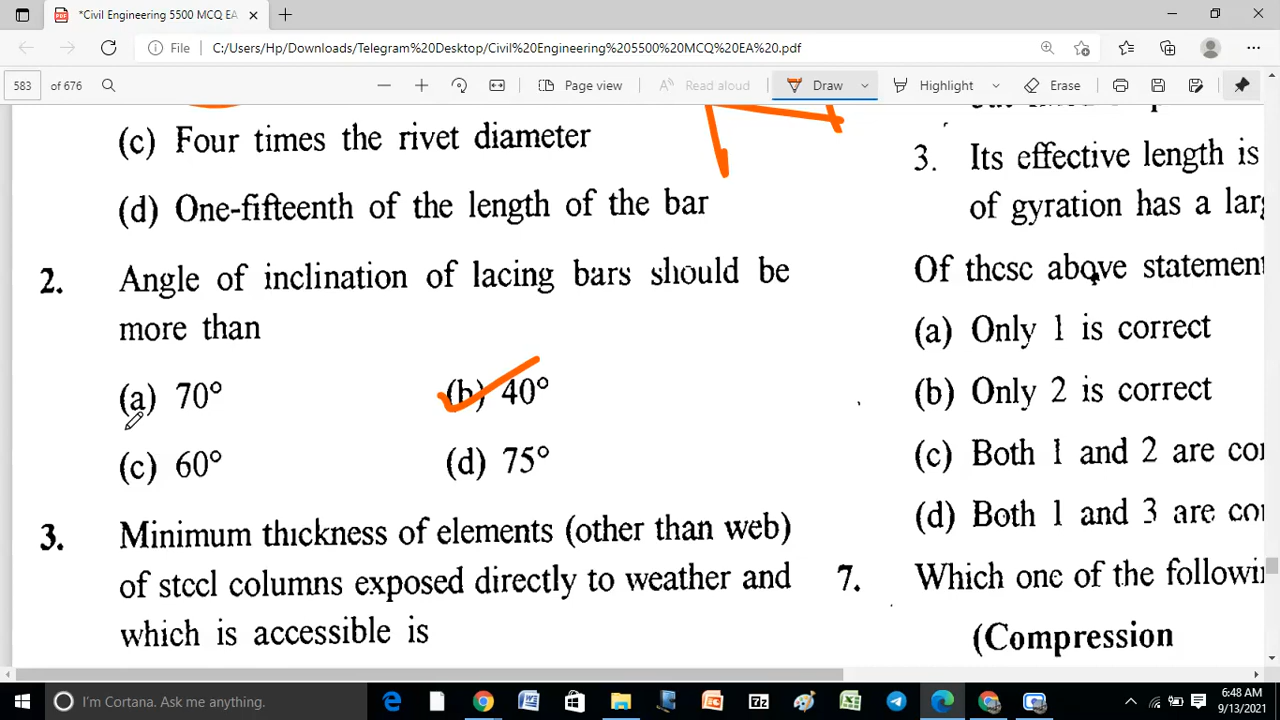 *Civil Engineering 5500 MCQ EA
File C:/Users/Hp/Downloads/Telegram%20Desktop/Civil%20Engineering%205500%20MCQ%20EA%20.pdf
583 of 676 Page view Read aloud Draw Highlight Erase
(c) Four times the rivet diameter
(d) One-fifteenth of the length of the bar
2. Angle of inclination of lacing bars should be
more than
(a) 70° (b) 40°
(c) 60° (d) 75°
3. Minimum thickness of elements (other than web)
of steel columns exposed directly to weather and
which is accessible is
3. Its effective length is
of gyration has a
Of these above
(a) Only 1 is correct
(b) Only 2 is correct
(c) Both 1 and 2 are
(d) Both 1 and 3 are
7. Which one of the
(Compression
I'm Cortana. Ask me anything.
6:48 AM
9/13/2021